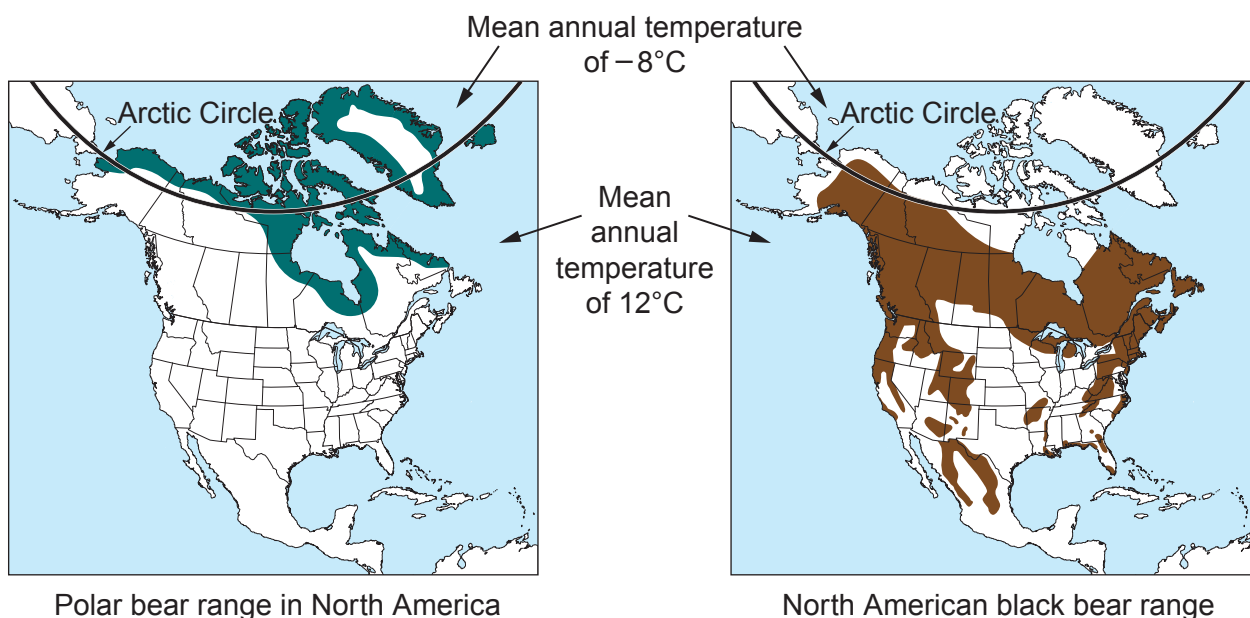 Mean annual temperature
of −8°C
Arctic Circle
Arctic Circle
Mean
annual
temperature
of 12°C
Polar bear range in North America
North American black bear range